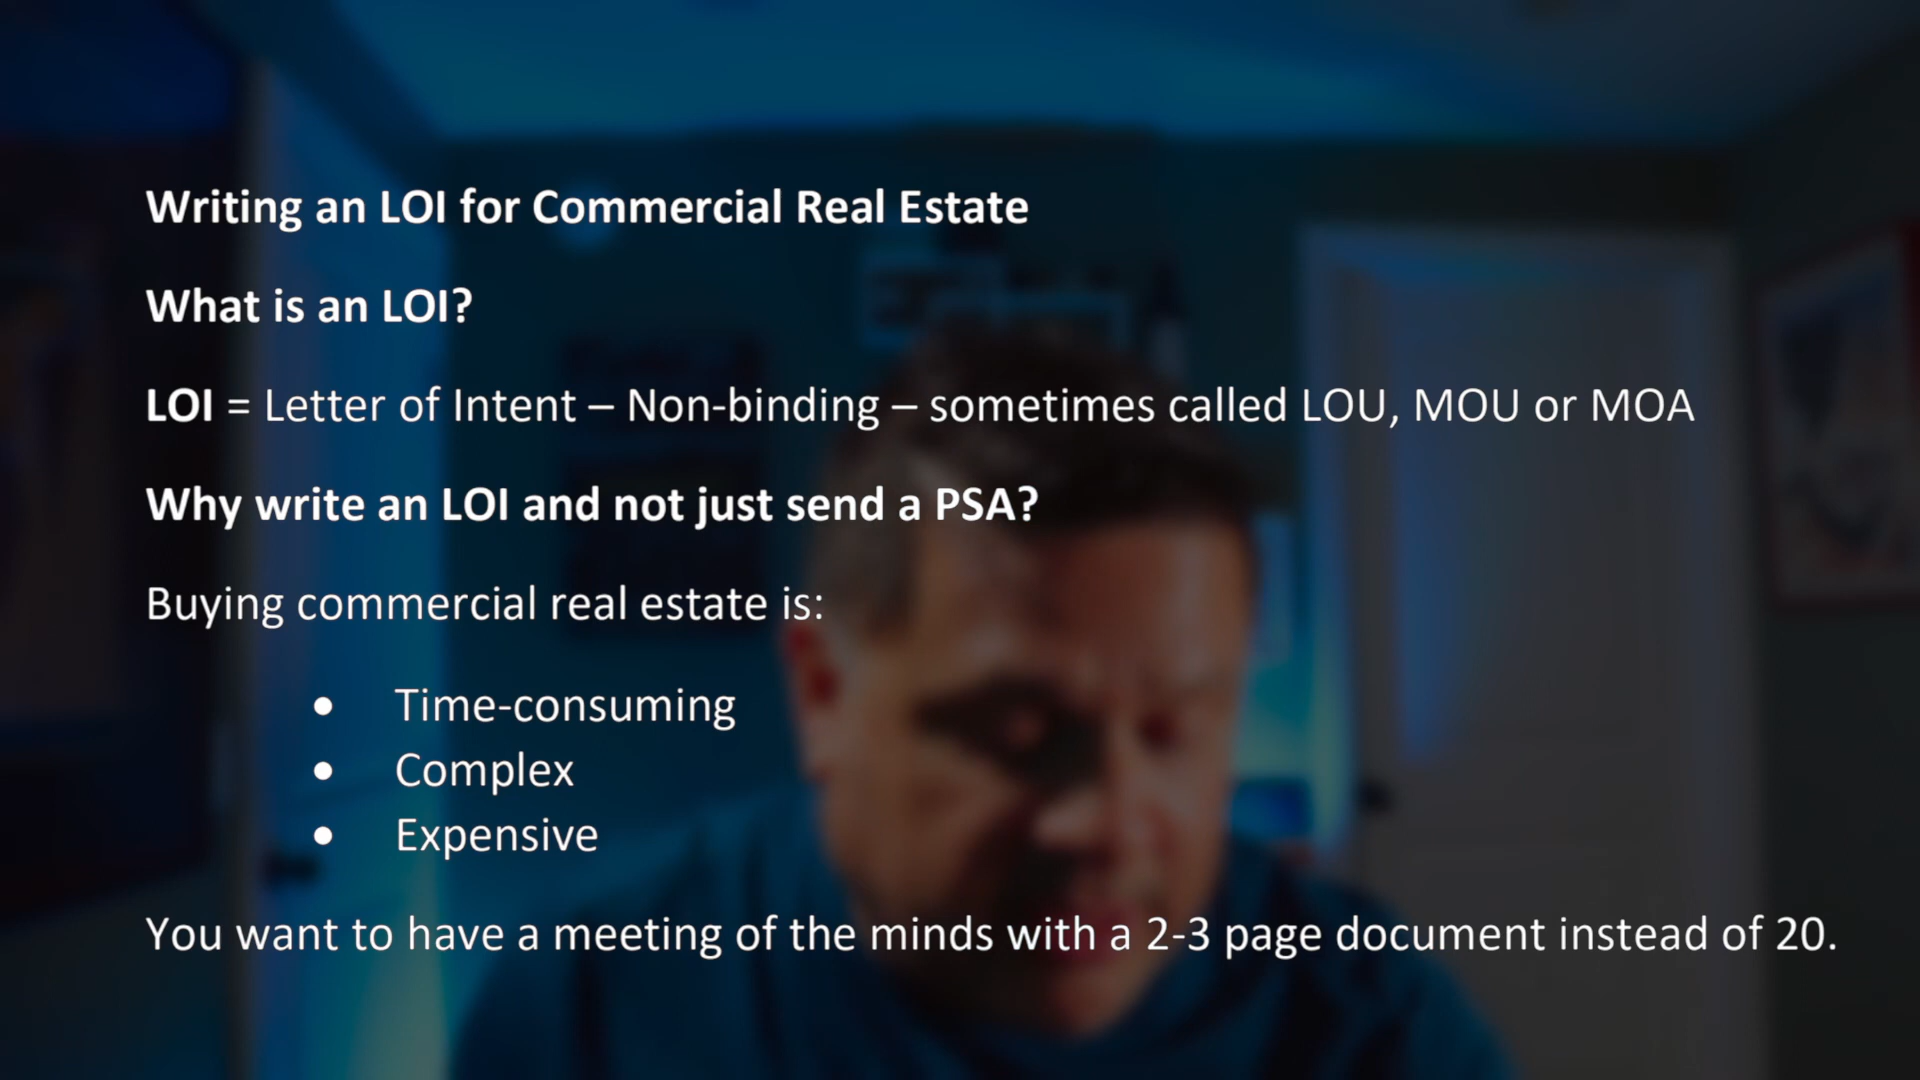 Writing an LOI for Commercial Real Estate
What is an LOI?
LOI = Letter of Intent – Non-binding – sometimes called LOU, MOU or MOA
Why write an LOI and not just send a PSA?
Buying commercial real estate is:
• Time-consuming
• Complex
• Expensive
You want to have a meeting of the minds with a 2-3 page document instead of 20.